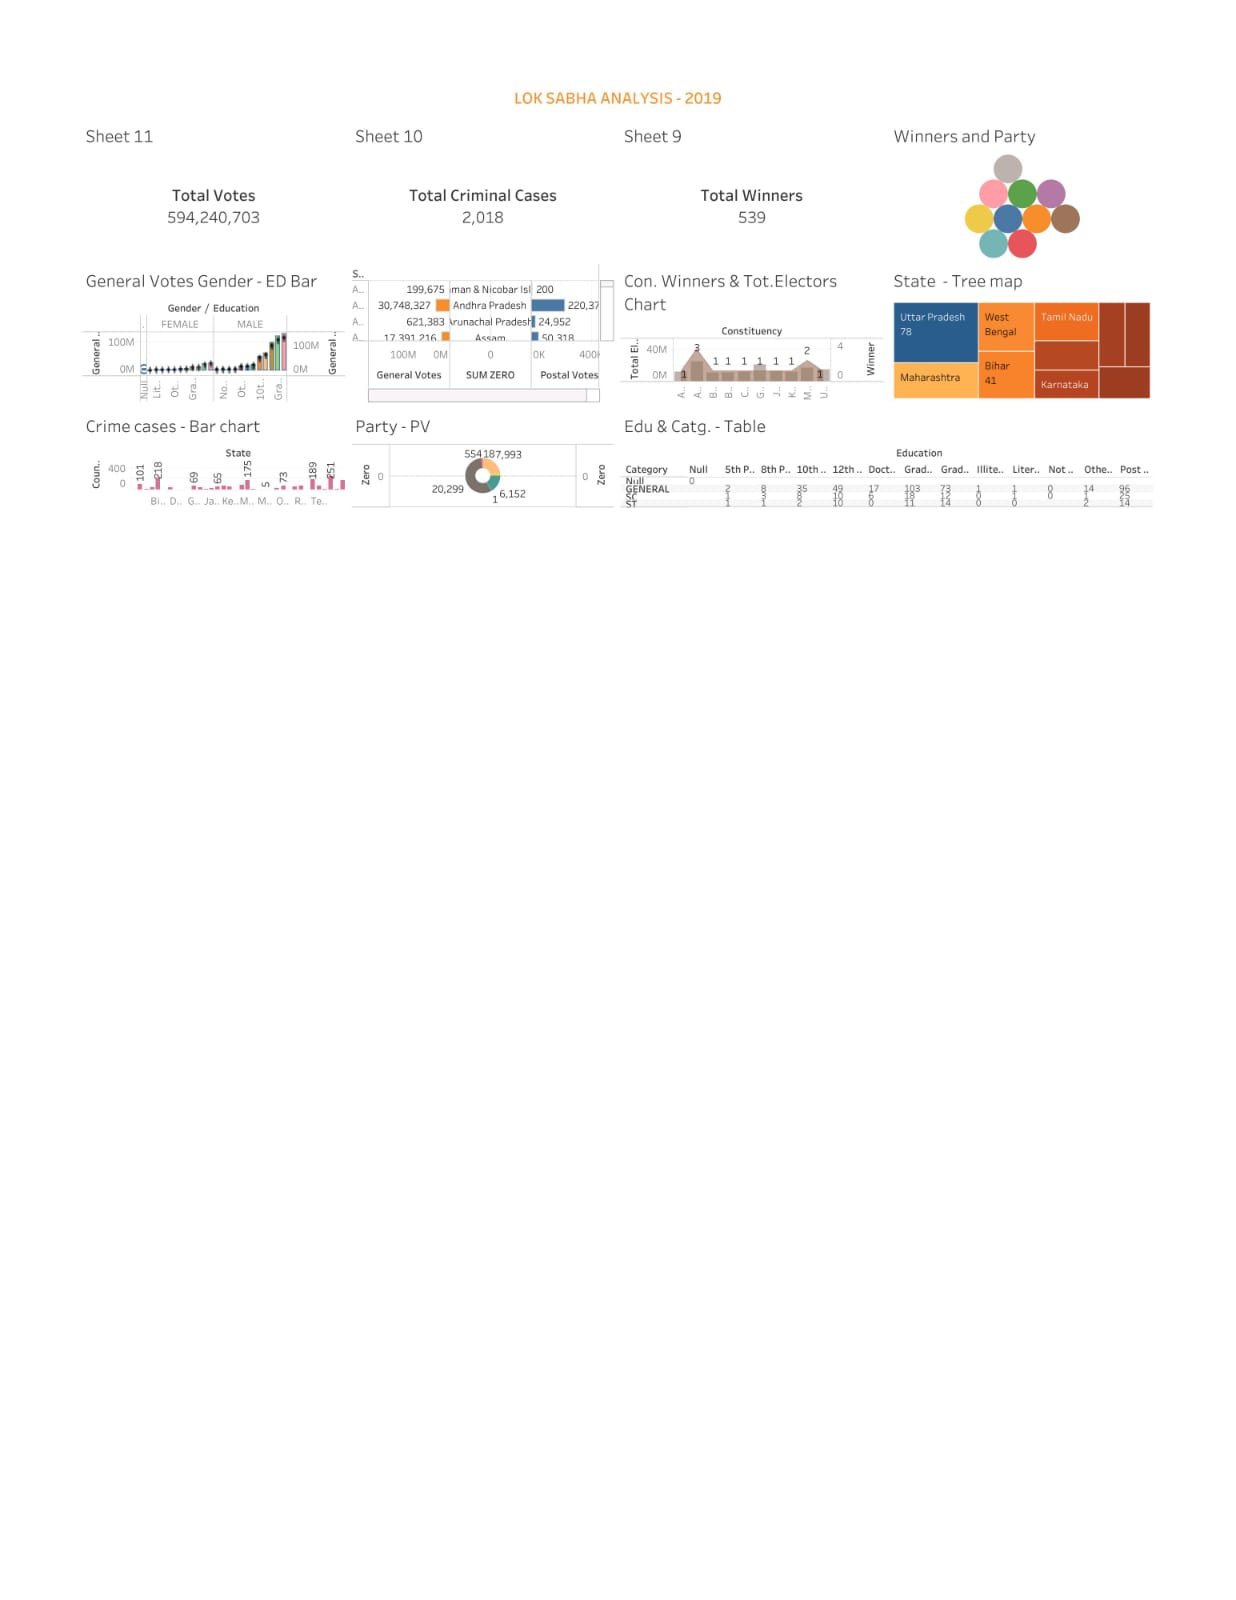 LOK SABHA ANALYSIS - 2019
Sheet 11
Sheet 10
Sheet 9
Winners and Party
Total Votes
594,240,703
Total Criminal Cases
2,018
Total Winners
539
General Votes Gender - ED Bar
Gender / Education
FEMALE
MALE
General ..
100M
0M
100M
0M
General..
Null
Lit..
Ot..
Gra..
No..
Ot..
10t..
Gra..
S..
A..
199,675
man & Nicobar Isl
200
A..
30,748,327
Andhra Pradesh
220,37
A..
621,383
Arunachal Pradesh
24,952
A..
17,391,216
Assam
50,318
100M
0M
0
0K
400K
General Votes
SUM ZERO
Postal Votes
Con. Winners & Tot.Electors
Chart
Constituency
Total El..
40M
0M
1
3
1
1
1
1
1
1
2
1
4
0
Winner
A..
A..
B..
B..
C..
G..
J..
K..
M..
U..
State - Tree map
Uttar Pradesh
78
Maharashtra
West
Bengal
Bihar
41
Tamil Nadu
Karnataka
Crime cases - Bar chart
State
Coun..
400
0
101
218
69
65
175
5
73
189
251
Bi..
D..
G..
Ja..
Ke..
M..
M..
O..
R..
Te..
Party - PV
Zero
0
554
187,993
20,299
1
6,152
0
Zero
Edu & Catg. - Table
Education
Category Null 5th P.. 8th P.. 10th .. 12th .. Doct.. Grad.. Grad.. Illite.. Liter.. Not .. Othe.. Post ..
Null 0
GENERAL 2 8 35 49 17 103 73 1 1 0 14 96
SC 1 3 8 10 6 18 12 0 1 0 1 25
ST 1 1 2 10 0 11 14 0 0 2 14